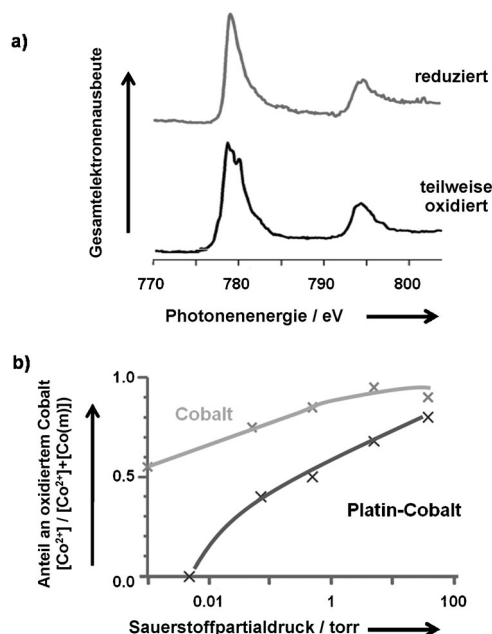 a)
Gesamtelektronenausbeute
reduziert
teilweise
oxidiert
770
780
790
800
Photonenenergie / eV
b)
Anteil an oxidiertem Cobalt
[Co²⁺] / [Co²⁺]+[Co(m)])
1.0
0.5
0.0
Cobalt
Platin-Cobalt
0.01
1
100
Sauerstoffpartialdruck / torr